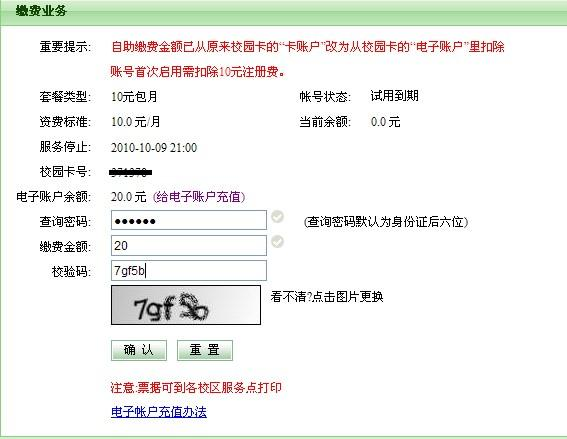 缴费业务
重要提示: 自助缴费金额已从原来校园卡的“卡账户”改为从校园卡的“电子账户”里扣除
账号首次启用需扣除10元注册费。
套餐类型: 10元包月 帐号状态: 试用到期
资费标准: 10.0 元/月 当前余额: 0.0 元
服务停止: 2010-10-09 21:00
校园卡号:
电子账户余额: 20.0 元 (给电子账户充值)
查询密码: ●●●●●● (查询密码默认为身份证后六位)
缴费金额: 20
校验码: 7gf5b
7gf5b 看不清?点击图片更换
确 认 重 置
注意:票据可到各校区服务点打印
电子帐户充值办法